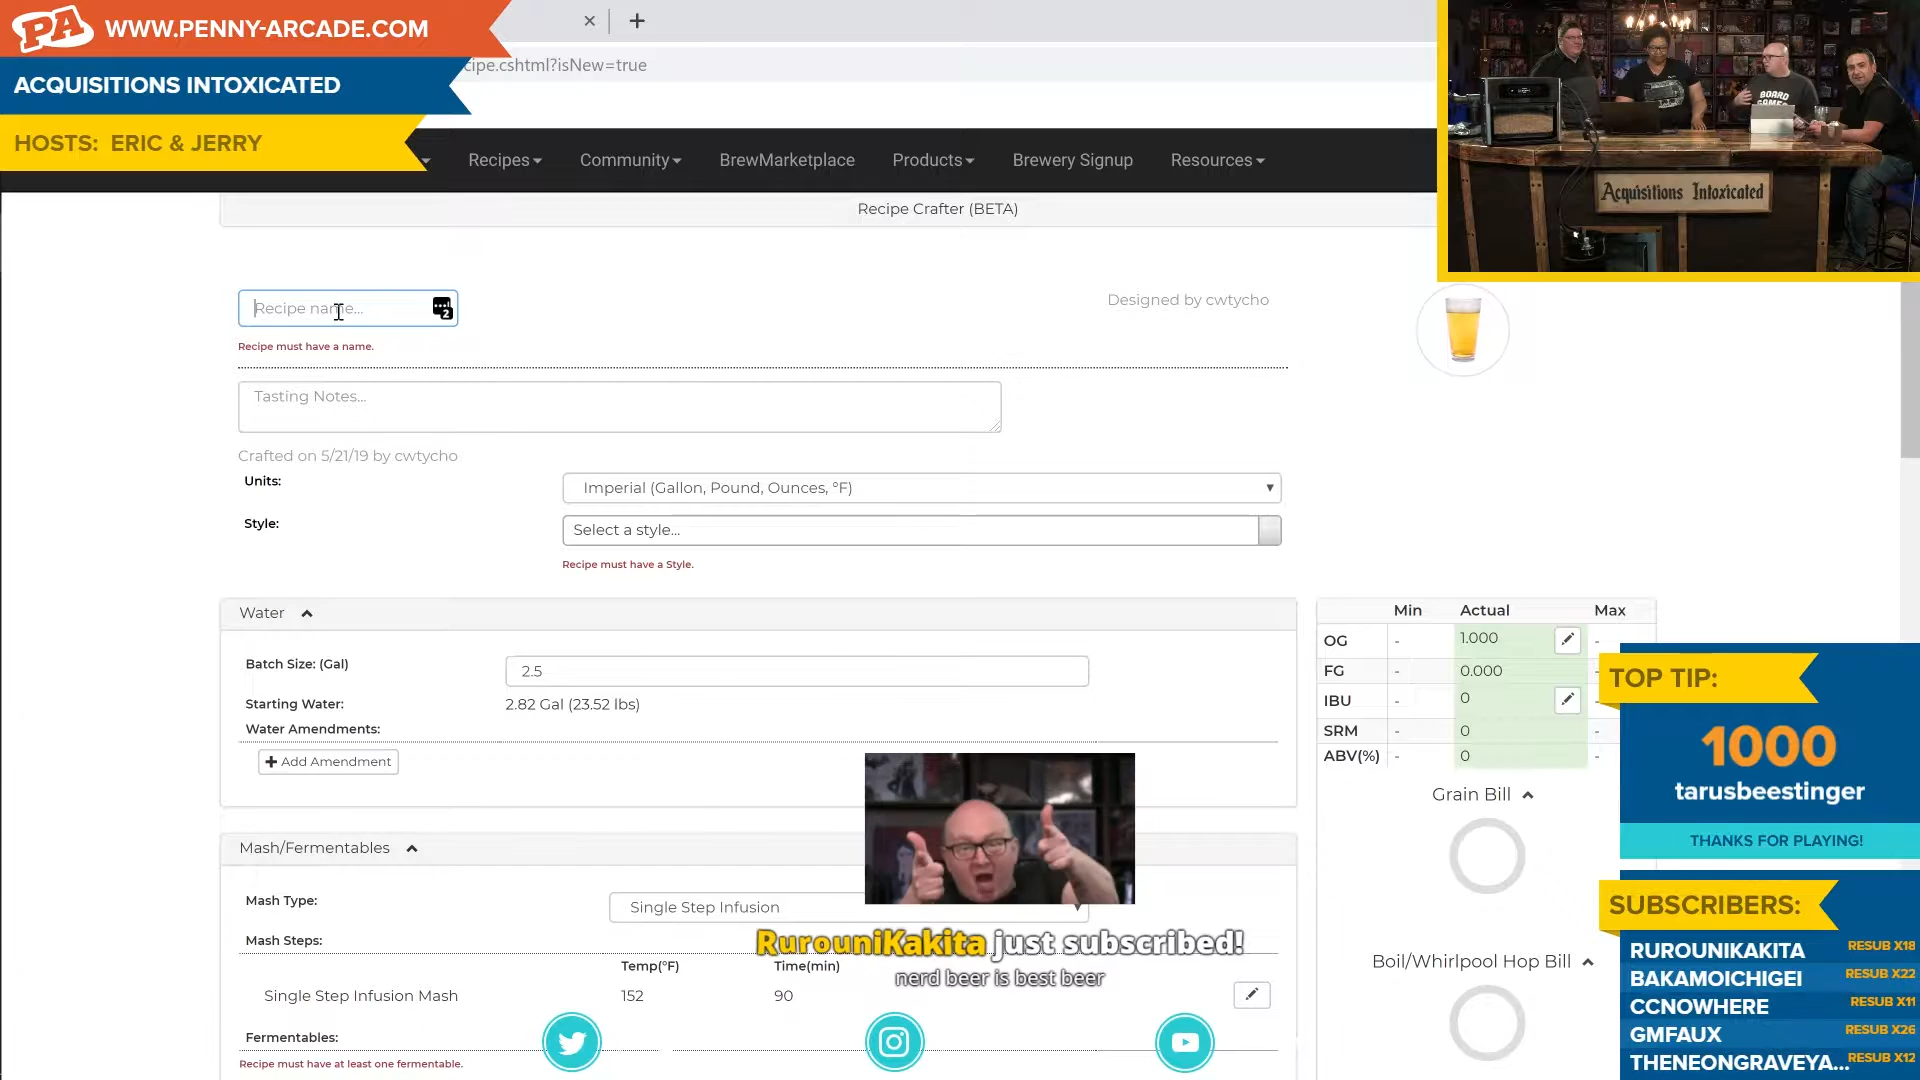 PA WWW.PENNY-ARCADE.COM
ACQUISITIONS INTOXICATED
HOSTS: ERIC & JERRY
ipe.cshtml?isNew=true
Recipes
Community
BrewMarketplace
Products
Brewery Signup
Resources
BOARD
GAMES
Acquisitions Intoxicated
Recipe Crafter (BETA)
Recipe name...
2
Designed by cwtycho
Recipe must have a name.
Tasting Notes...
Crafted on 5/21/19 by cwtycho
Units:
Imperial (Gallon, Pound, Ounces, °F)
Style:
Select a style...
Recipe must have a Style.
Water
Batch Size: (Gal)
2.5
Starting Water:
2.82 Gal (23.52 lbs)
Water Amendments:
Add Amendment
Min Actual Max
OG - 1.000 -
FG - 0.000
IBU - 0
SRM - 0 -
ABV(%) - 0 -
Grain Bill
Boil/Whirlpool Hop Bill
Mash/Fermentables
Mash Type:
Single Step Infusion
Mash Steps:
Temp(°F) Time(min)
Single Step Infusion Mash 152 90
Fermentables:
Recipe must have at least one fermentable.
RurouniKakita just subscribed!
nerd beer is best beer
TOP TIP:
1000
tarusbeestinger
THANKS FOR PLAYING!
SUBSCRIBERS:
RUROUNIKAKITA RESUB X18
BAKAMOICHIGEI RESUB X22
CCNOWHERE RESUB X11
GMFAUX RESUB X26
THENEONGRAVEYA... RESUB X12